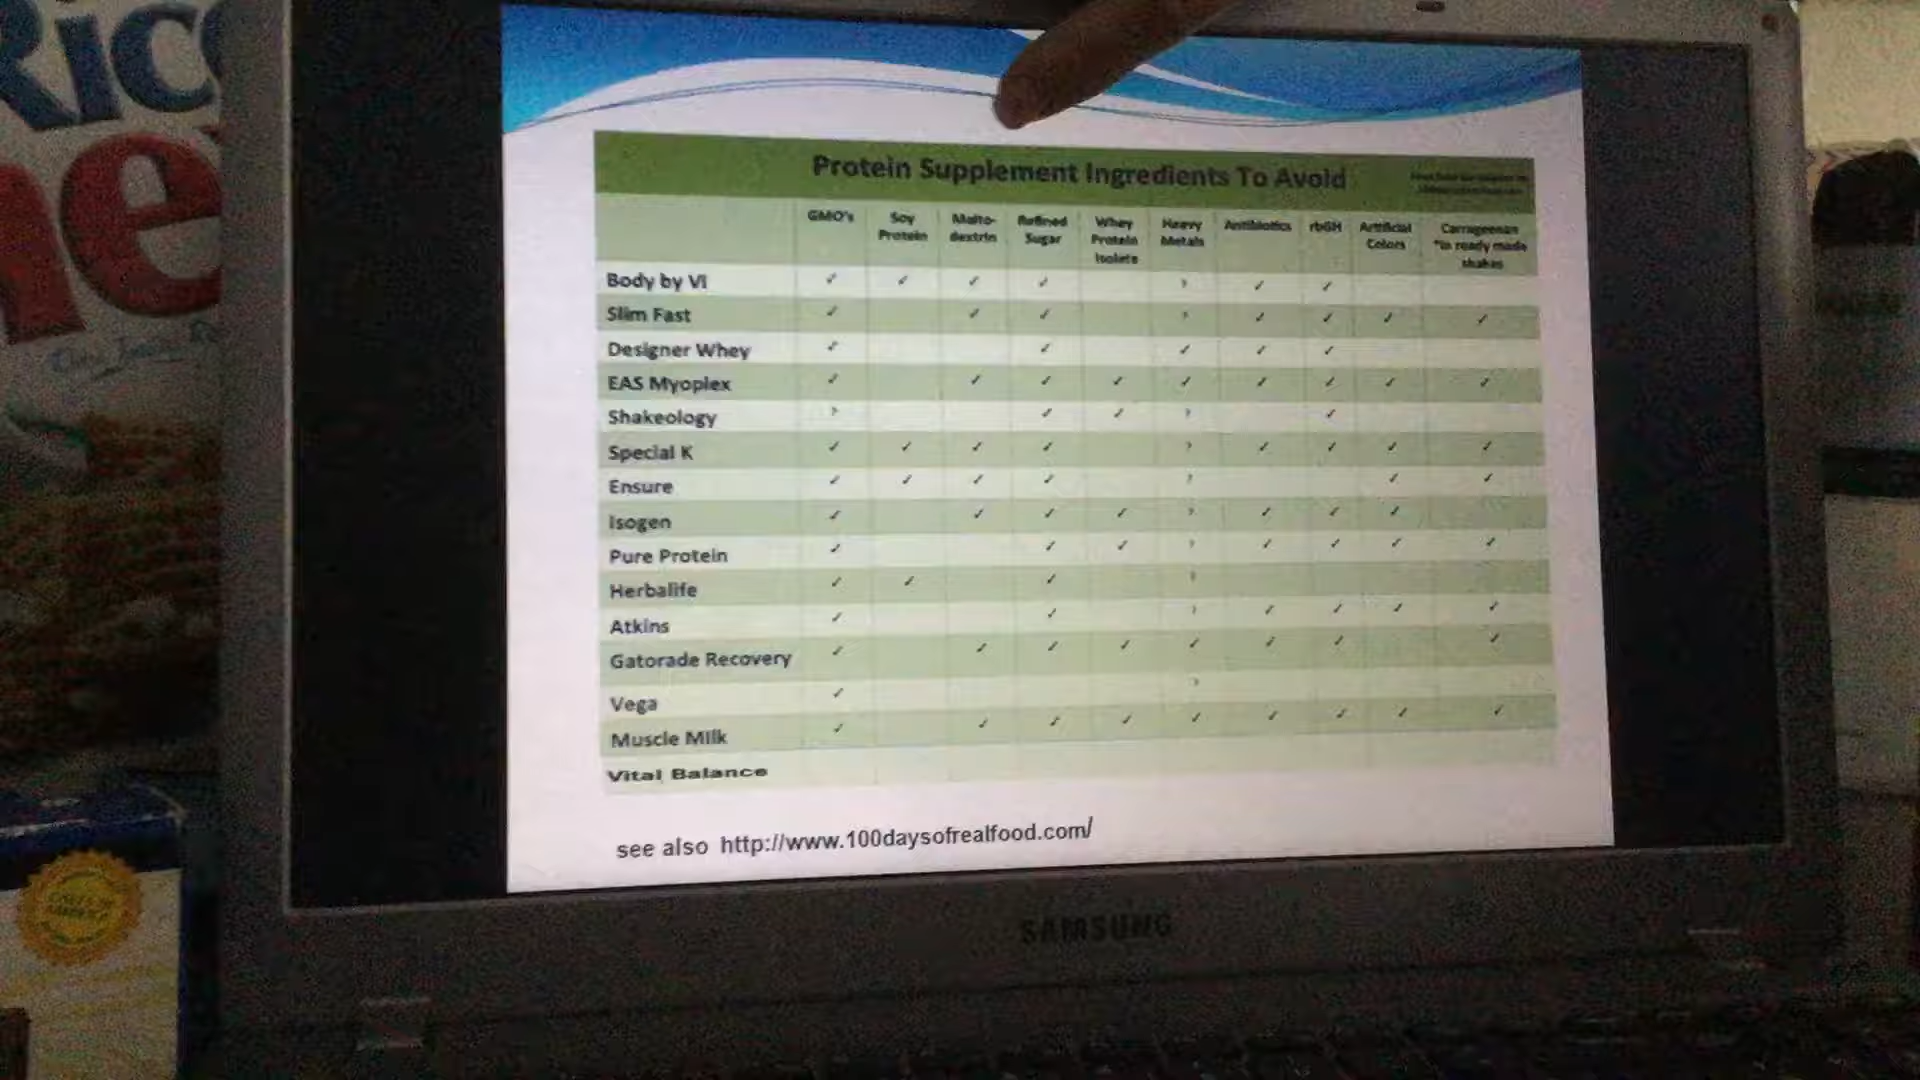 Rice
Protein Supplement Ingredients To Avoid
GMO's Soy Protein Malto-dextrin Refined Sugar Whey Protein Isolate Heavy Metals Antibiotics rbGH Artificial Colors Carrageenan *in ready made shakes
Body by Vi ✓ ✓ ✓ ✓ ? ✓ ✓
Slim Fast ✓ ✓ ✓ ? ✓ ✓ ✓ ✓
Designer Whey ✓ ✓ ✓ ✓ ✓
EAS Myoplex ✓ ✓ ✓ ✓ ✓ ✓ ✓ ✓ ✓
Shakeology ? ✓ ✓ ? ✓
Special K ✓ ✓ ✓ ✓ ? ✓ ✓ ✓ ✓
Ensure ✓ ✓ ✓ ✓ ? ✓ ✓
Isogen ✓ ✓ ✓ ✓ ? ✓ ✓ ✓
Pure Protein ✓ ✓ ✓ ? ✓ ✓ ✓ ✓
Herbalife ✓ ✓ ✓ ?
Atkins ✓ ✓ ? ✓ ✓ ✓ ✓
Gatorade Recovery ✓ ✓ ✓ ✓ ✓ ✓ ✓ ✓
Vega ✓ ?
Muscle Milk ✓ ✓ ✓ ✓ ✓ ✓ ✓ ✓ ✓
Vital Balance
see also http://www.100daysofrealfood.com/
SAMSUNG